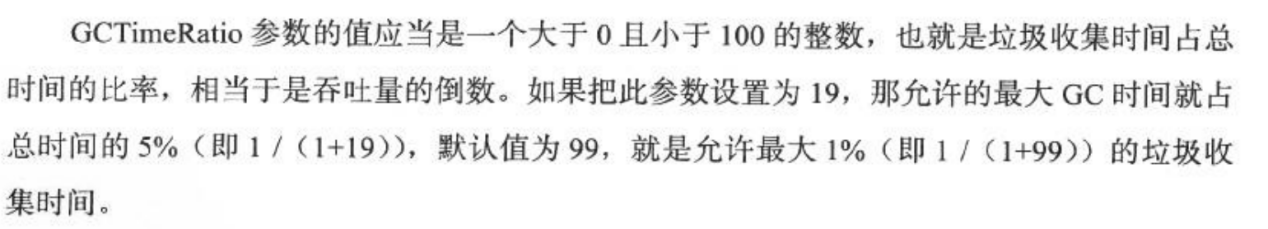 GCTimeRatio 参数的值应当是一个大于 0 且小于 100 的整数，也就是垃圾收集时间占总
时间的比率，相当于是吞吐量的倒数。如果把此参数设置为 19，那允许的最大 GC 时间就占
总时间的 5%（即 1 /（1+19）），默认值为 99，就是允许最大 1%（即 1 /（1+99））的垃圾收
集时间。